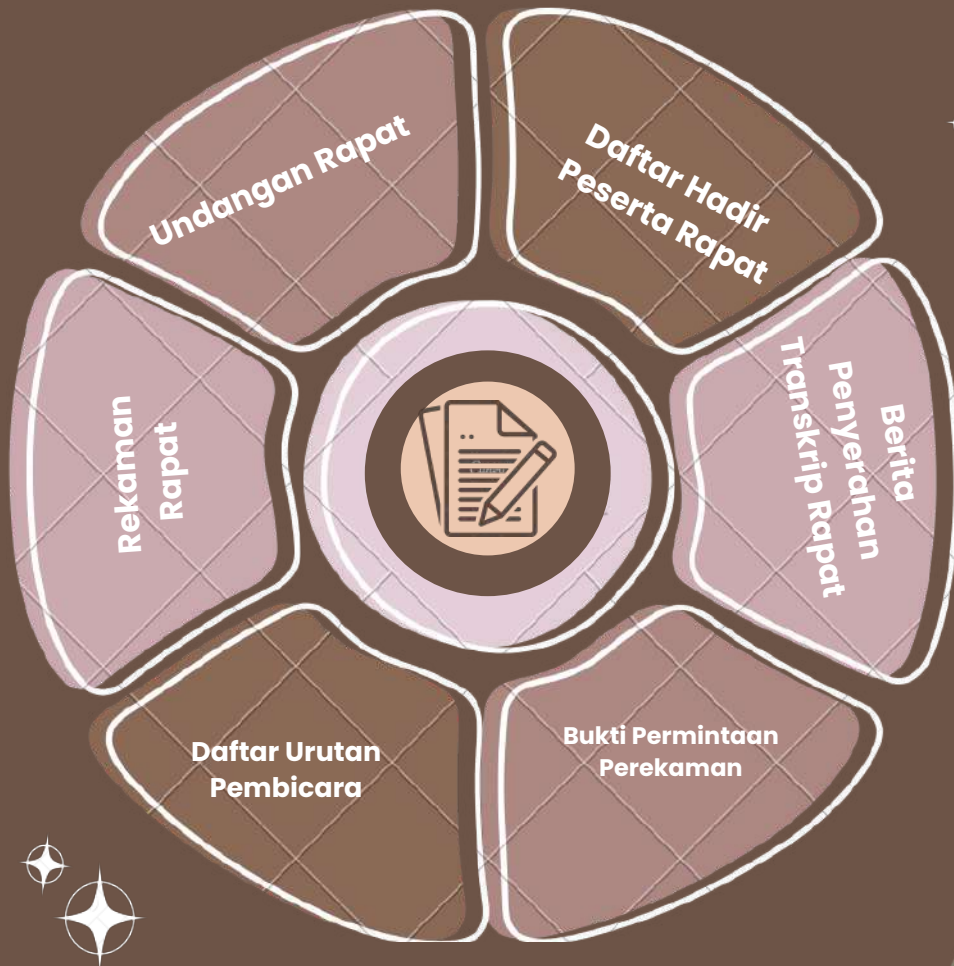 Undangan Rapat
Daftar Hadir
Peserta Rapat
Berita
Penyerahan
Transkrip Rapat
Bukti Permintaan
Perekaman
Daftar Urutan
Pembicara
Rekaman
Rapat